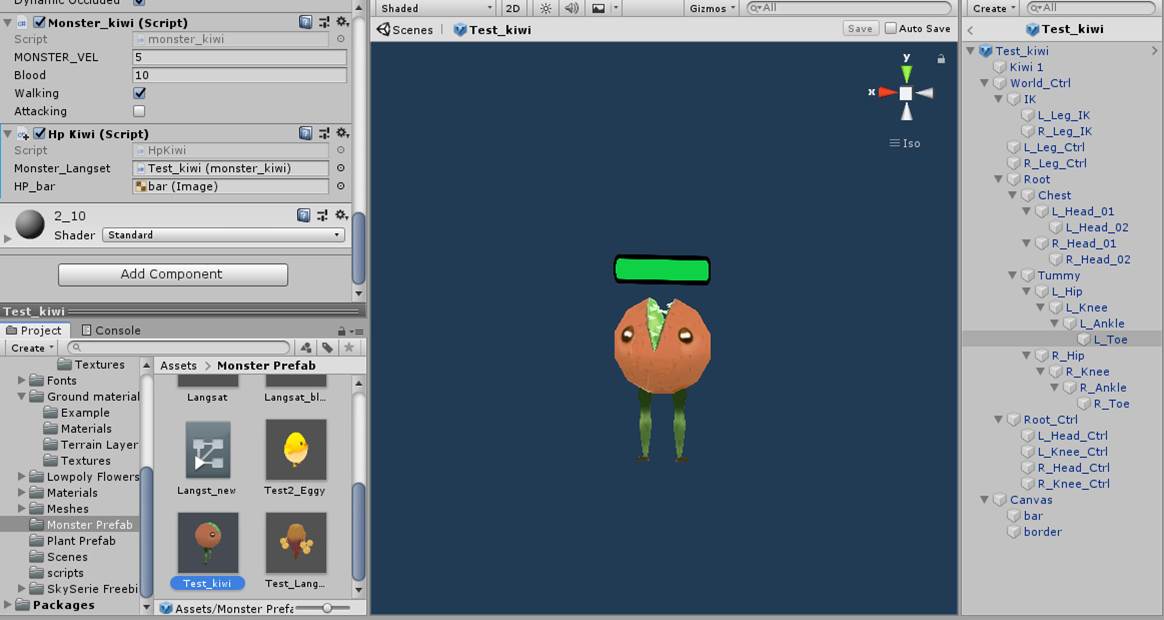 Dynamic Occluded
Monster_kiwi (Script)
Script monster_kiwi
MONSTER_VEL 5
Blood 10
Walking
Attacking
Hp Kiwi (Script)
Script HpKiwi
Monster_Langset Test_kiwi (monster_kiwi)
HP_bar bar (Image)
2_10
Shader Standard
Add Component
Test_kiwi
Project Console
Create
Textures
Fonts
Ground material
Example
Materials
Terrain Layer
Textures
Lowpoly Flowers
Materials
Meshes
Monster Prefab
Plant Prefab
Scenes
scripts
SkySerie Freebi
Packages
Assets > Monster Prefab
Langsat Langsat_bl...
Langst_new Test2_Eggy
Test_kiwi Test_Lang...
Assets/Monster Prefa
Shaded 2D Gizmos All
Scenes Test_kiwi Save Auto Save
y
x
Iso
Create All
Test_kiwi
Test_kiwi
Kiwi 1
World_Ctrl
IK
L_Leg_IK
R_Leg_IK
L_Leg_Ctrl
R_Leg_Ctrl
Root
Chest
L_Head_01
L_Head_02
R_Head_01
R_Head_02
Tummy
L_Hip
L_Knee
L_Ankle
L_Toe
R_Hip
R_Knee
R_Ankle
R_Toe
Root_Ctrl
L_Head_Ctrl
L_Knee_Ctrl
R_Head_Ctrl
R_Knee_Ctrl
Canvas
bar
border